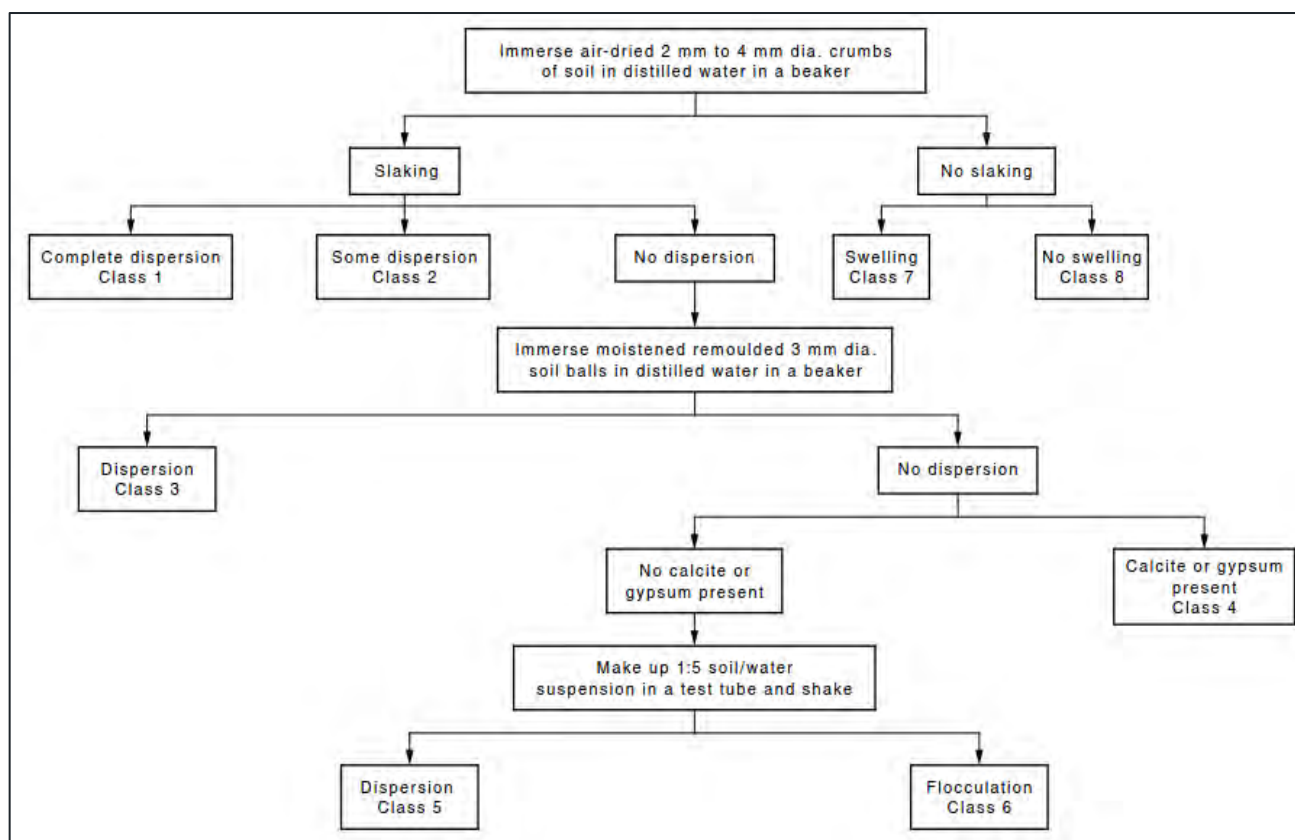 Immerse air-dried 2 mm to 4 mm dia. crumbs
of soil in distilled water in a beaker
Slaking
No slaking
Complete dispersion
Class 1
Some dispersion
Class 2
No dispersion
Swelling
Class 7
No swelling
Class 8
Immerse moistened remoulded 3 mm dia.
soil balls in distilled water in a beaker
Dispersion
Class 3
No dispersion
No calcite or
gypsum present
Calcite or gypsum
present
Class 4
Make up 1:5 soil/water
suspension in a test tube and shake
Dispersion
Class 5
Flocculation
Class 6